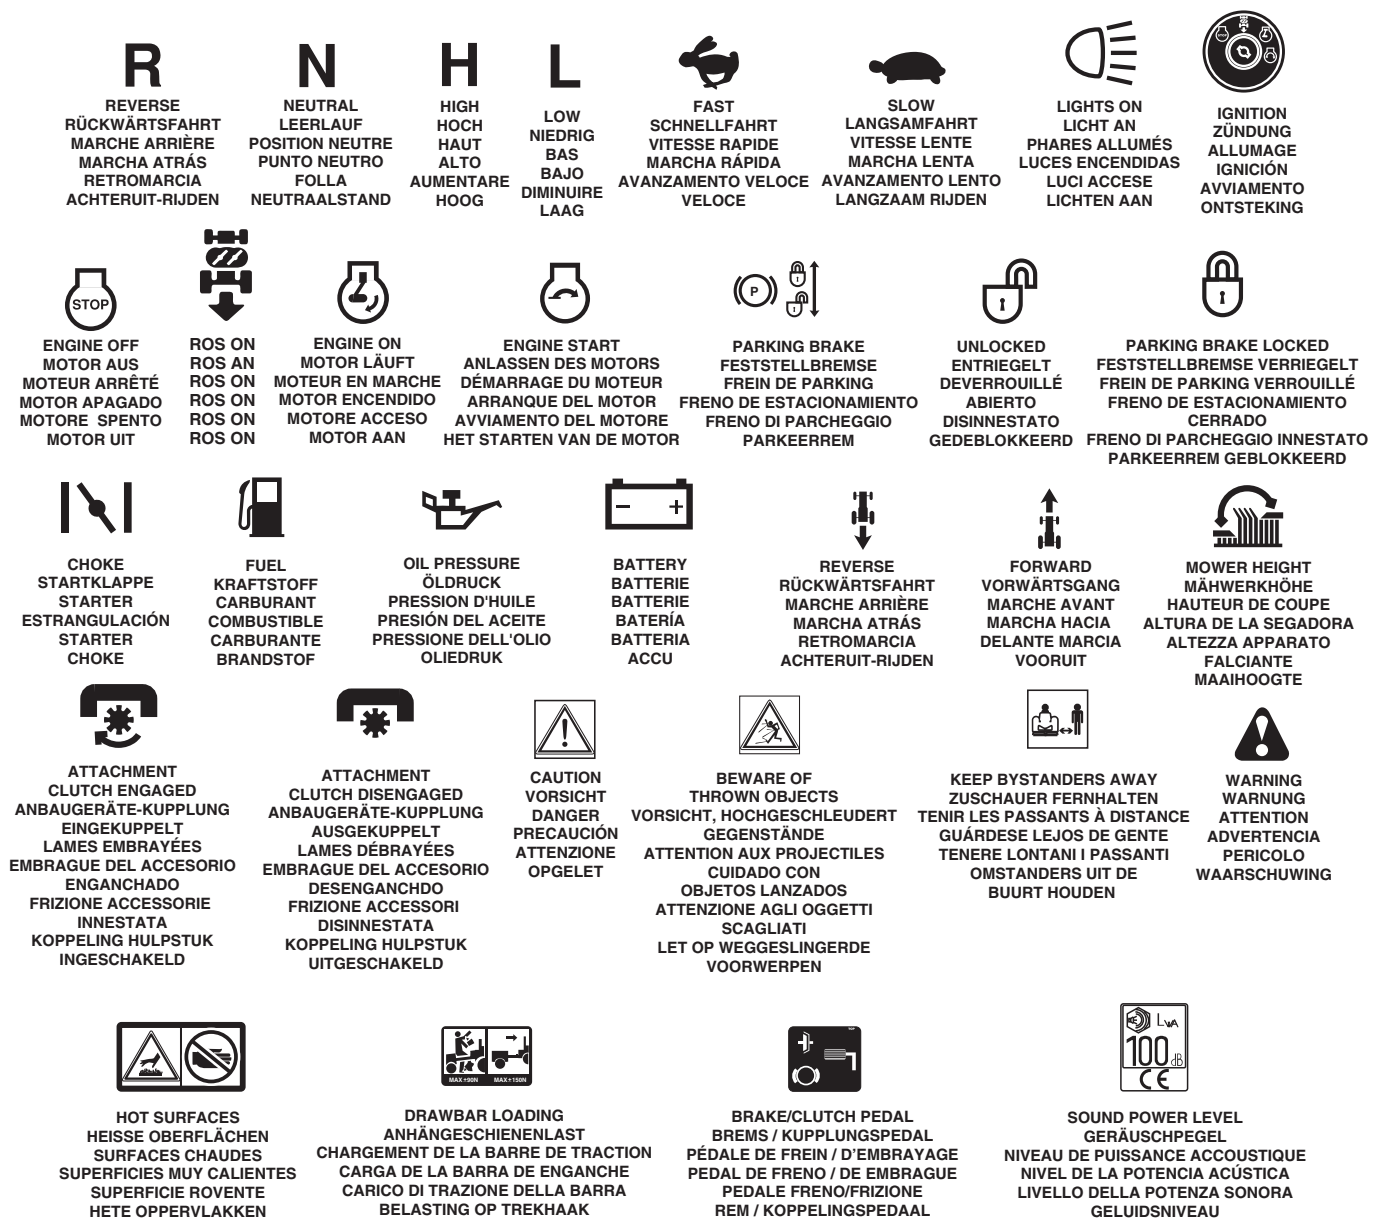 R
REVERSE
RÜCKWÄRTSFAHRT
MARCHE ARRIÈRE
MARCHA ATRÁS
RETROMARCIA
ACHTERUIT-RIJDEN
N
NEUTRAL
LEERLAUF
POSITION NEUTRE
PUNTO NEUTRO
FOLLA
NEUTRAALSTAND
H
HIGH
HOCH
HAUT
ALTO
AUMENTARE
HOOG
L
LOW
NIEDRIG
BAS
BAJO
DIMINUIRE
LAAG
FAST
SCHNELLFAHRT
VITESSE RAPIDE
MARCHA RÁPIDA
AVANZAMENTO VELOCE
VELOCE
SLOW
LANGSAMFAHRT
VITESSE LENTE
MARCHA LENTA
AVANZAMENTO LENTO
LANGZAAM RIJDEN
LIGHTS ON
LICHT AN
PHARES ALLUMÉS
LUCES ENCENDIDAS
LUCI ACCESE
LICHTEN AAN
STOP
IGNITION
ZÜNDUNG
ALLUMAGE
IGNICIÓN
AVVIAMENTO
ONTSTEKING
STOP
ENGINE OFF
MOTOR AUS
MOTEUR ARRÊTÉ
MOTOR APAGADO
MOTORE SPENTO
MOTOR UIT
ROS ON
ROS AN
ROS ON
ROS ON
ROS ON
ROS ON
ENGINE ON
MOTOR LÄUFT
MOTEUR EN MARCHE
MOTOR ENCENDIDO
MOTORE ACCESO
MOTOR AAN
ENGINE START
ANLASSEN DES MOTORS
DÉMARRAGE DU MOTEUR
ARRANQUE DEL MOTOR
AVVIAMENTO DEL MOTORE
HET STARTEN VAN DE MOTOR
P
PARKING BRAKE
FESTSTELLBREMSE
FREIN DE PARKING
FRENO DE ESTACIONAMIENTO
FRENO DI PARCHEGGIO
PARKEERREM
UNLOCKED
ENTRIEGELT
DEVERROUILLÉ
ABIERTO
DISINNESTATO
GEDEBLOKKEERD
PARKING BRAKE LOCKED
FESTSTELLBREMSE VERRIEGELT
FREIN DE PARKING VERROUILLÉ
FRENO DE ESTACIONAMIENTO
CERRADO
FRENO DI PARCHEGGIO INNESTATO
PARKEERREM GEBLOKKEERD
CHOKE
STARTKLAPPE
STARTER
ESTRANGULACIÓN
STARTER
CHOKE
FUEL
KRAFTSTOFF
CARBURANT
COMBUSTIBLE
CARBURANTE
BRANDSTOF
OIL PRESSURE
ÖLDRUCK
PRESSION D'HUILE
PRESIÓN DEL ACEITE
PRESSIONE DELL'OLIO
OLIEDRUK
BATTERY
BATTERIE
BATTERIE
BATERÍA
BATTERIA
ACCU
REVERSE
RÜCKWÄRTSFAHRT
MARCHE ARRIÈRE
MARCHA ATRÁS
RETROMARCIA
ACHTERUIT-RIJDEN
FORWARD
VORWÄRTSGANG
MARCHE AVANT
MARCHA HACIA
DELANTE MARCIA
VOORUIT
MOWER HEIGHT
MÄHWERKHÖHE
HAUTEUR DE COUPE
ALTURA DE LA SEGADORA
ALTEZZA APPARATO
FALCIANTE
MAAIHOOGTE
ATTACHMENT
CLUTCH ENGAGED
ANBAUGERÄTE-KUPPLUNG
EINGEKUPPELT
LAMES EMBRAYÉES
EMBRAGUE DEL ACCESORIO
ENGANCHADO
FRIZIONE ACCESSORIE
INNESTATA
KOPPELING HULPSTUK
INGESCHAKELD
ATTACHMENT
CLUTCH DISENGAGED
ANBAUGERÄTE-KUPPLUNG
AUSGEKUPPELT
LAMES DÉBRAYÉES
EMBRAGUE DEL ACCESORIO
DESENGANCHDO
FRIZIONE ACCESSORI
DISINNESTATA
KOPPELING HULPSTUK
UITGESCHAKELD
CAUTION
VORSICHT
DANGER
PRECAUCIÓN
ATTENZIONE
OPGELET
BEWARE OF
THROWN OBJECTS
VORSICHT, HOCHGESCHLEUDERT
GEGENSTÄNDE
ATTENTION AUX PROJECTILES
CUIDADO CON
OBJETOS LANZADOS
ATTENZIONE AGLI OGGETTI
SCAGLIATI
LET OP WEGGESLINGERDE
VOORWERPEN
KEEP BYSTANDERS AWAY
ZUSCHAUER FERNHALTEN
TENIR LES PASSANTS À DISTANCE
GUÁRDESE LEJOS DE GENTE
TENERE LONTANI I PASSANTI
OMSTANDERS UIT DE
BUURT HOUDEN
WARNING
WARNUNG
ATTENTION
ADVERTENCIA
PERICOLO
WAARSCHUWING
HOT SURFACES
HEISSE OBERFLÄCHEN
SURFACES CHAUDES
SUPERFICIES MUY CALIENTES
SUPERFICIE ROVENTE
HETE OPPERVLAKKEN
MAX±90N MAX±150N
DRAWBAR LOADING
ANHÄNGESCHIENENLAST
CHARGEMENT DE LA BARRE DE TRACTION
CARGA DE LA BARRA DE ENGANCHE
CARICO DI TRAZIONE DELLA BARRA
BELASTING OP TREKHAAK
BRAKE/CLUTCH PEDAL
BREMS / KUPPLUNGSPEDAL
PÉDALE DE FREIN / D'EMBRAYAGE
PEDAL DE FRENO / DE EMBRAGUE
PEDALE FRENO/FRIZIONE
REM / KOPPELINGSPEDAAL
LWA
100 dB
CE
SOUND POWER LEVEL
GERÄUSCHPEGEL
NIVEAU DE PUISSANCE ACCOUSTIQUE
NIVEL DE LA POTENCIA ACÚSTICA
LIVELLO DELLA POTENZA SONORA
GELUIDSNIVEAU